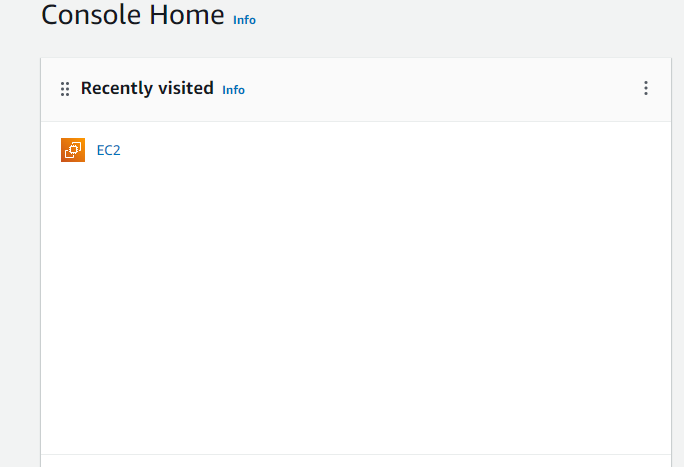 Console Home Info
Recently visited Info
EC2